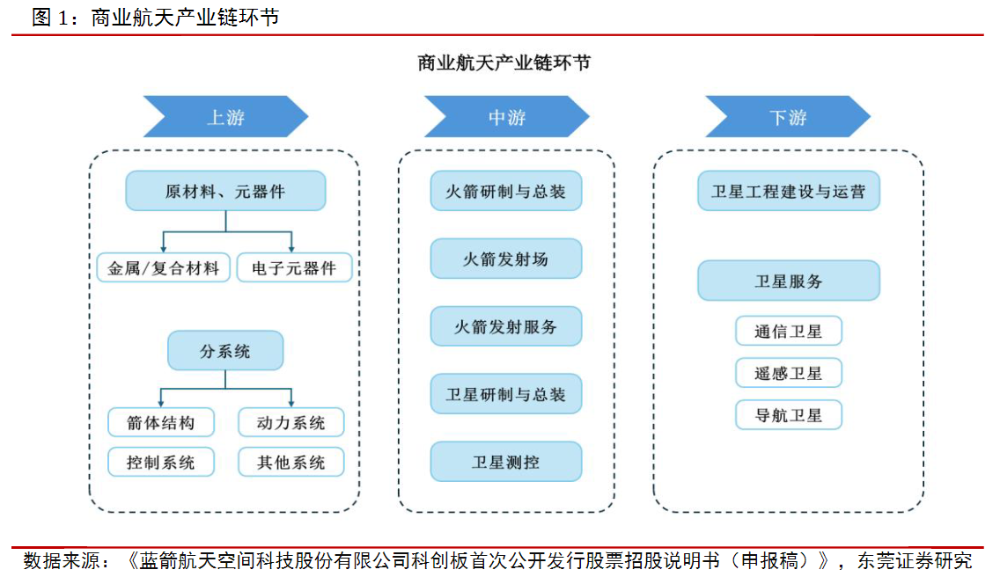 图 1：商业航天产业链环节
商业航天产业链环节
上游
原材料、元器件
金属/复合材料
电子元器件
分系统
箭体结构
动力系统
控制系统
其他系统
中游
火箭研制与总装
火箭发射场
火箭发射服务
卫星研制与总装
卫星测控
下游
卫星工程建设与运营
卫星服务
通信卫星
遥感卫星
导航卫星
数据来源：《蓝箭航天空间科技股份有限公司科创板首次公开发行股票招股说明书（申报稿）》，东莞证券研究